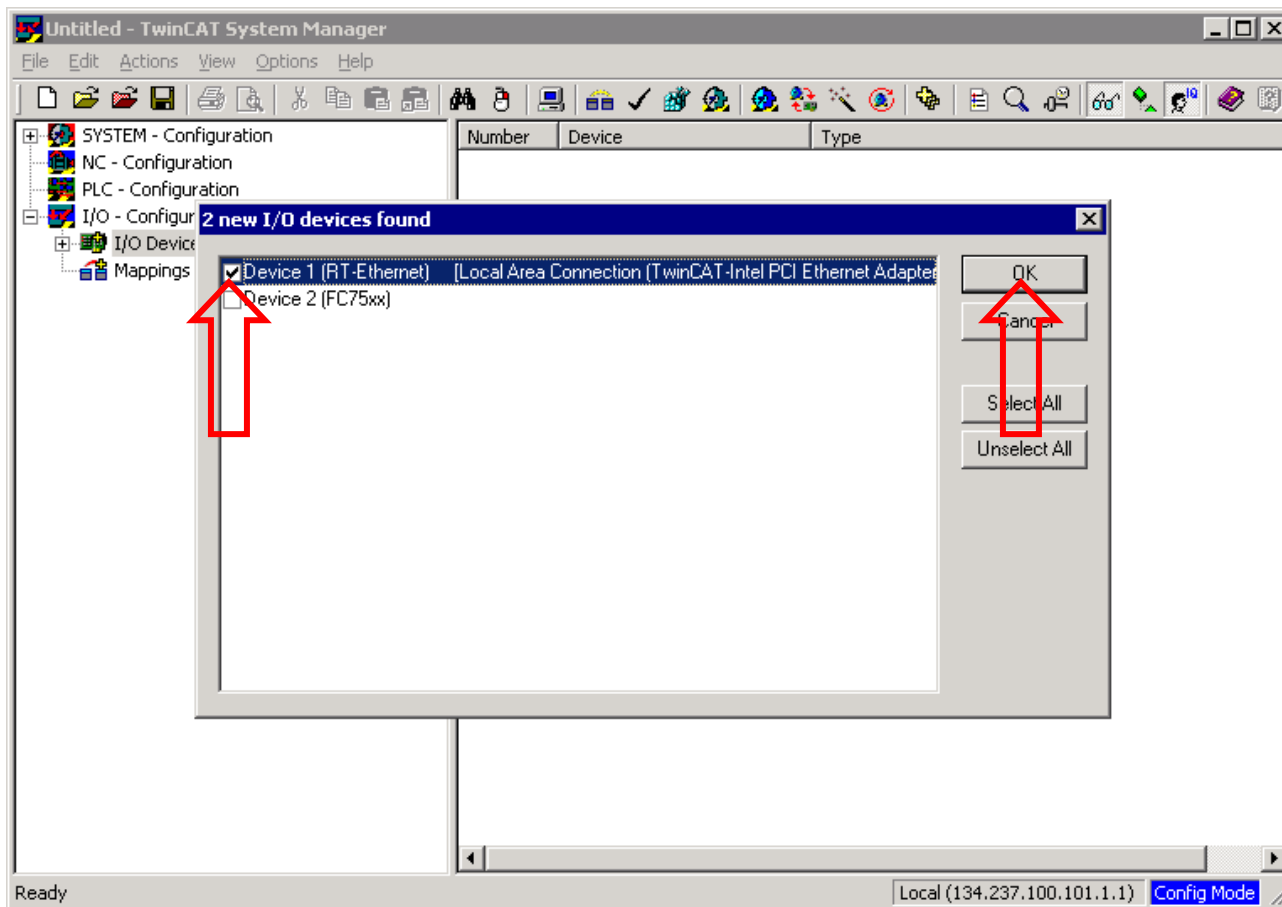 Untitled - TwinCAT System Manager
File Edit Actions View Options Help
SYSTEM - Configuration
NC - Configuration
PLC - Configuration
I/O - Configur
I/O Device
Mappings
Number Device Type
2 new I/O devices found
Device 1 (RT-Ethernet) [Local Area Connection (TwinCAT-Intel PCI Ethernet Adapter
Device 2 (FC75xx)
OK
Cancel
Select All
Unselect All
Ready
Local (134.237.100.101.1.1) Config Mode